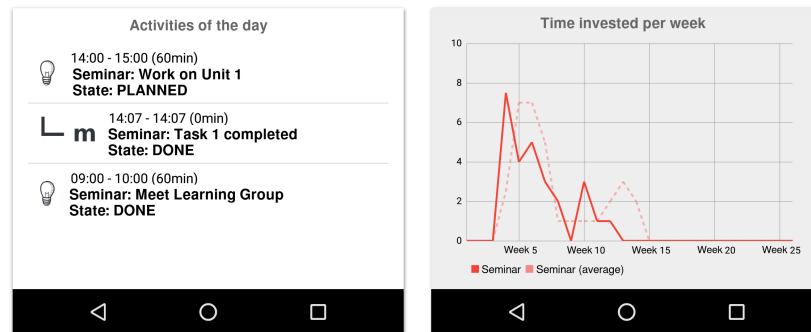 Activities of the day
14:00 - 15:00 (60min)
Seminar: Work on Unit 1
State: PLANNED
m
14:07 - 14:07 (0min)
Seminar: Task 1 completed
State: DONE
09:00 - 10:00 (60min)
Seminar: Meet Learning Group
State: DONE
Time invested per week
10
8
6
4
2
0
Week 5 Week 10 Week 15 Week 20 Week 25
Seminar Seminar (average)